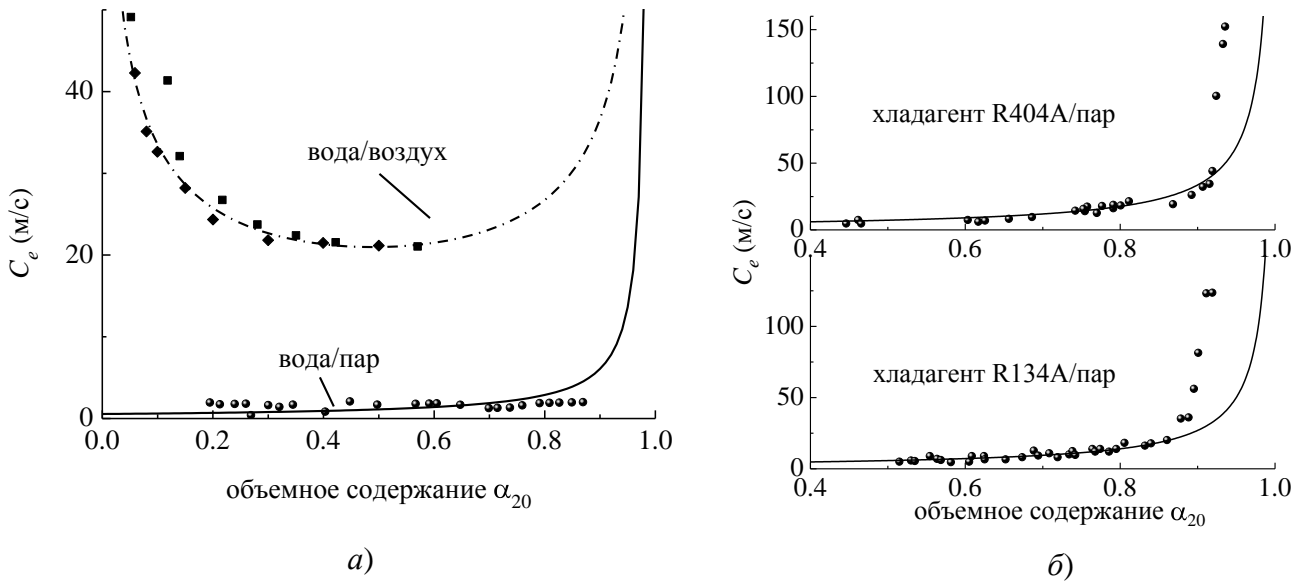 40
20
0
C_e (м/с)
вода/воздух
вода/пар
0.0 0.2 0.4 0.6 0.8 1.0
объемное содержание α_20
а)
150
100
50
0
хладагент R404A/пар
0.4 0.6 0.8 1.0
C_e (м/с)
100
50
0
хладагент R134A/пар
0.4 0.6 0.8 1.0
объемное содержание α_20
б)